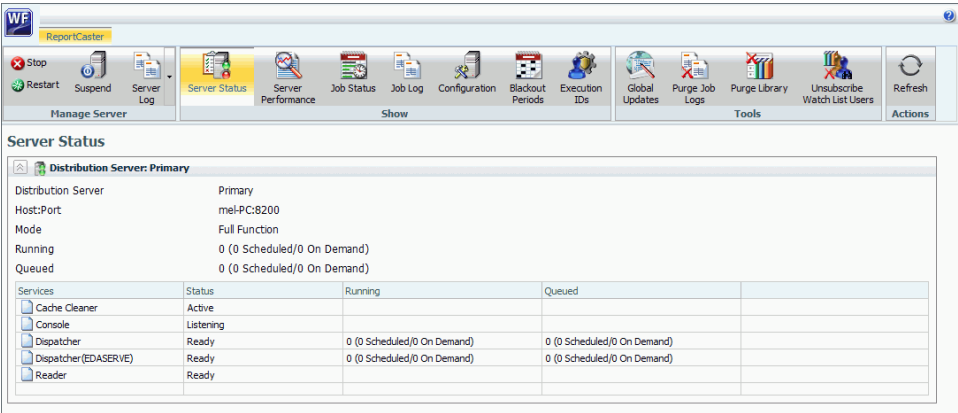 WF
ReportCaster
Stop
Restart
Suspend
Server Log
Server Status
Server Performance
Job Status
Job Log
Configuration
Blackout Periods
Execution IDs
Global Updates
Purge Job Logs
Purge Library
Unsubscribe Watch List Users
Refresh
Manage Server
Show
Tools
Actions
Server Status
Distribution Server: Primary
Distribution Server Primary
Host:Port mel-PC:8200
Mode Full Function
Running 0 (0 Scheduled/0 On Demand)
Queued 0 (0 Scheduled/0 On Demand)
Services Status Running Queued
Cache Cleaner Active
Console Listening
Dispatcher Ready 0 (0 Scheduled/0 On Demand) 0 (0 Scheduled/0 On Demand)
Dispatcher(EDASERVE) Ready 0 (0 Scheduled/0 On Demand) 0 (0 Scheduled/0 On Demand)
Reader Ready